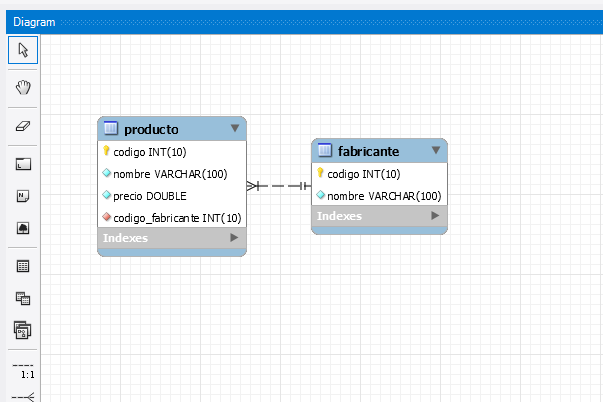 Diagram
producto
codigo INT(10)
nombre VARCHAR(100)
precio DOUBLE
codigo_fabricante INT(10)
Indexes
fabricante
codigo INT(10)
nombre VARCHAR(100)
Indexes
1:1